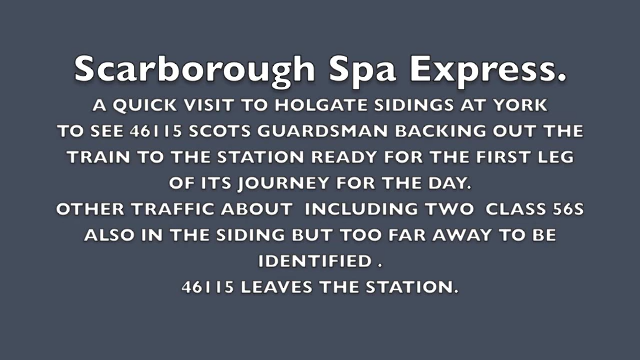 Scarborough Spa Express.
A QUICK VISIT TO HOLGATE SIDINGS AT YORK
TO SEE 46115 SCOTS GUARDSMAN BACKING OUT THE
TRAIN TO THE STATION READY FOR THE FIRST LEG
OF ITS JOURNEY FOR THE DAY.
OTHER TRAFFIC ABOUT  INCLUDING TWO  CLASS 56S
ALSO IN THE SIDING BUT TOO FAR AWAY TO BE
IDENTIFIED .
46115 LEAVES THE STATION.